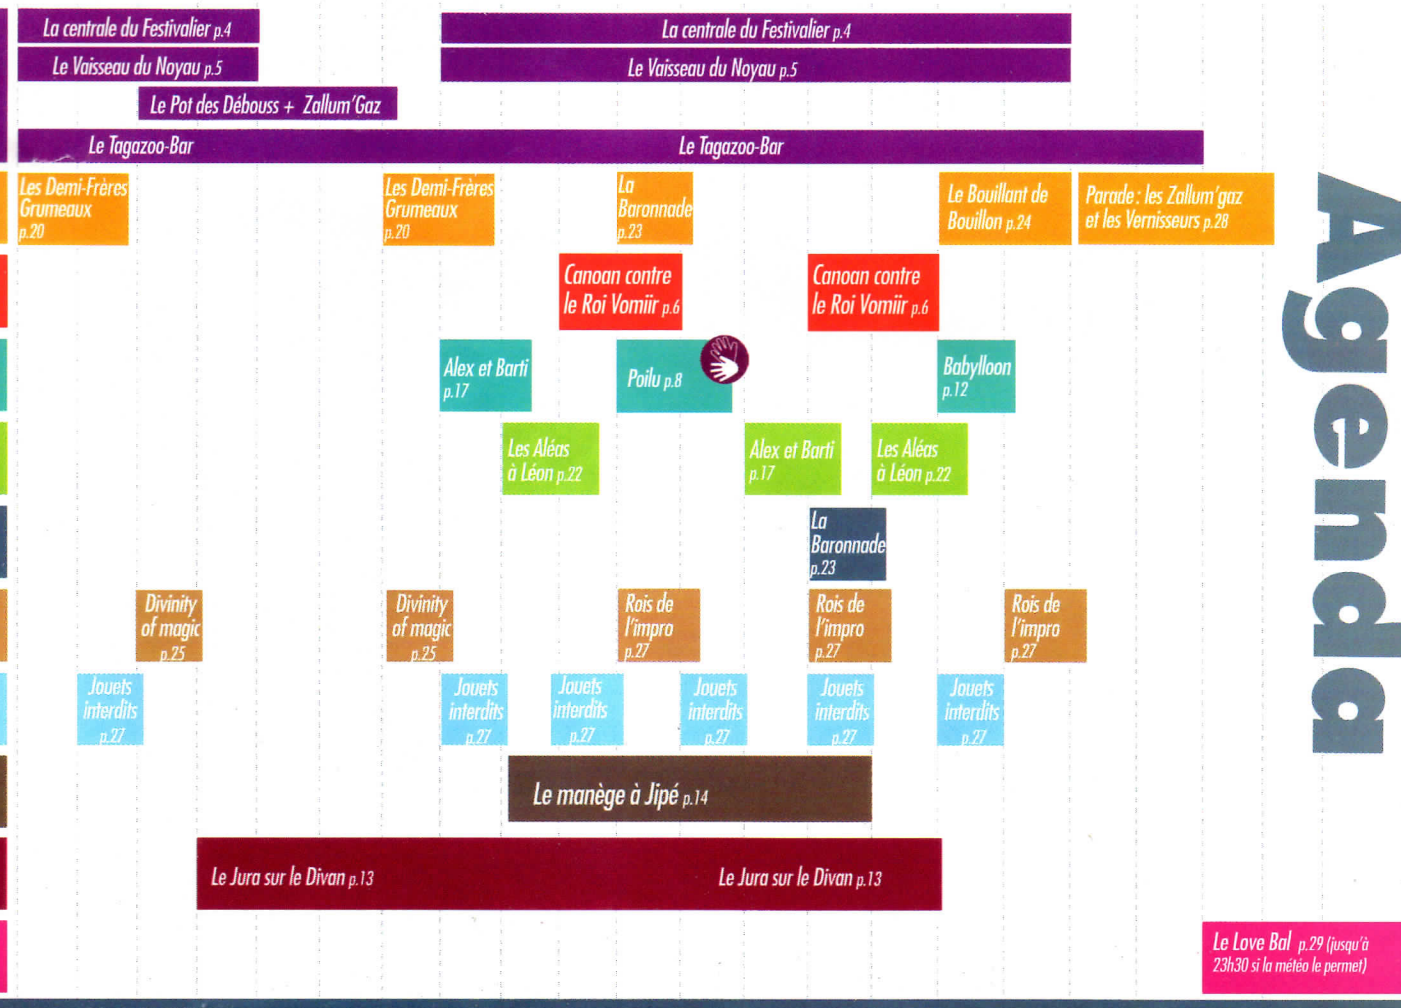 La centrale du Festivalier p.4
La centrale du Festivalier p.4
Le Vaisseau du Noyau p.5
Le Vaisseau du Noyau p.5
Le Pot des Débouss + Zallum'Gaz
Le Tagazoo-Bar
Le Tagazoo-Bar
Les Demi-Frères
Grumeaux
p.20
Les Demi-Frères
Grumeaux
p.20
La
Baronnade
p.23
Le Bouillant de
Bouillon p.24
Parade : les Zallum'gaz
et les Vernisseurs p.28
Canoan contre
le Roi Vomiir p.6
Canoan contre
le Roi Vomiir p.6
Alex et Barti
p.17
Poilu p.8
Babylloon
p.12
Les Aléas
à Léon p.22
Alex et Barti
p.17
Les Aléas
à Léon p.22
La
Baronnade
p.23
Divinity
of magic
p.25
Divinity
of magic
p.25
Rois de
l'impro
p.27
Rois de
l'impro
p.27
Rois de
l'impro
p.27
Jouets
interdits
p.27
Jouets
interdits
p.27
Jouets
interdits
p.27
Jouets
interdits
p.27
Jouets
interdits
p.27
Jouets
interdits
p.27
Le manège à Jipé p.14
Le Jura sur le Divan p.13
Le Jura sur le Divan p.13
Le Love Bal p.29 (jusqu'à
23h30 si la météo le permet)
Agenda